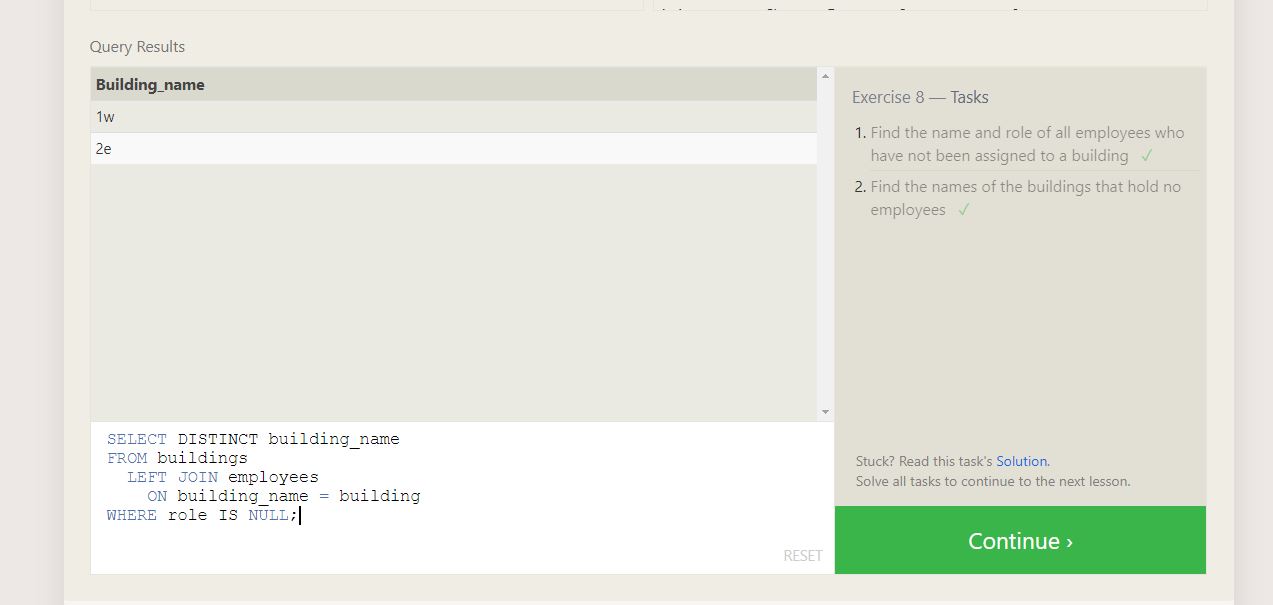 Query Results
Building_name
1w
2e
SELECT DISTINCT building_name
FROM buildings
LEFT JOIN employees
ON building_name = building
WHERE role IS NULL;
RESET
Exercise 8 — Tasks
1. Find the name and role of all employees who
have not been assigned to a building ✓
2. Find the names of the buildings that hold no
employees ✓
Stuck? Read this task's Solution.
Solve all tasks to continue to the next lesson.
Continue ›